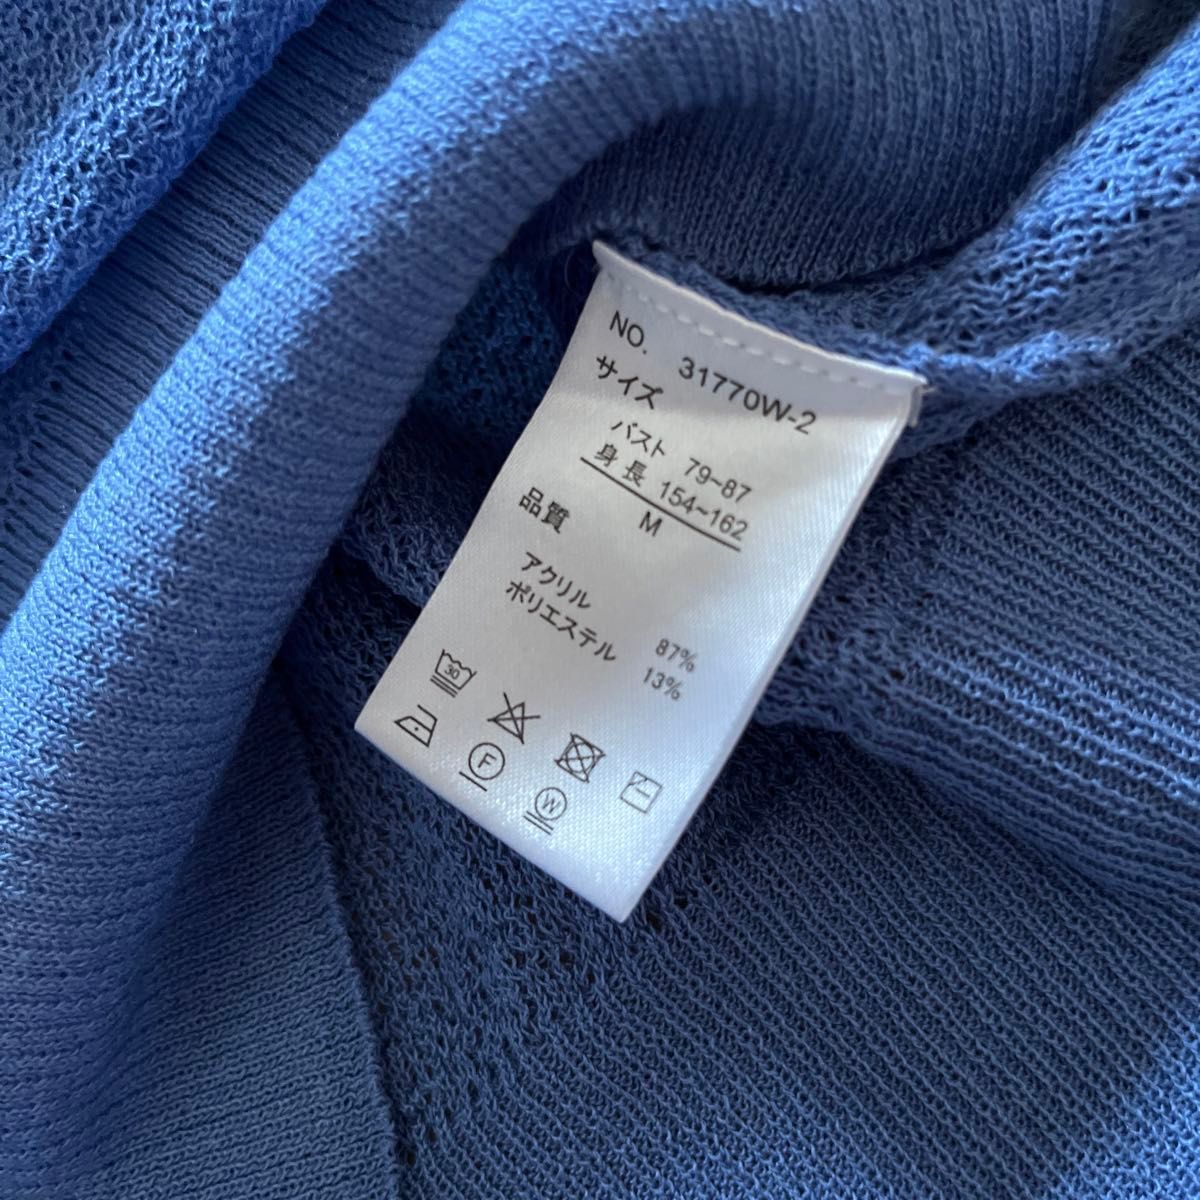 NO. 31770W-2
サイズ
バスト 79~87
身長 154~162
M
品質
アクリル 87%
ポリエステル 13%
30
F
W